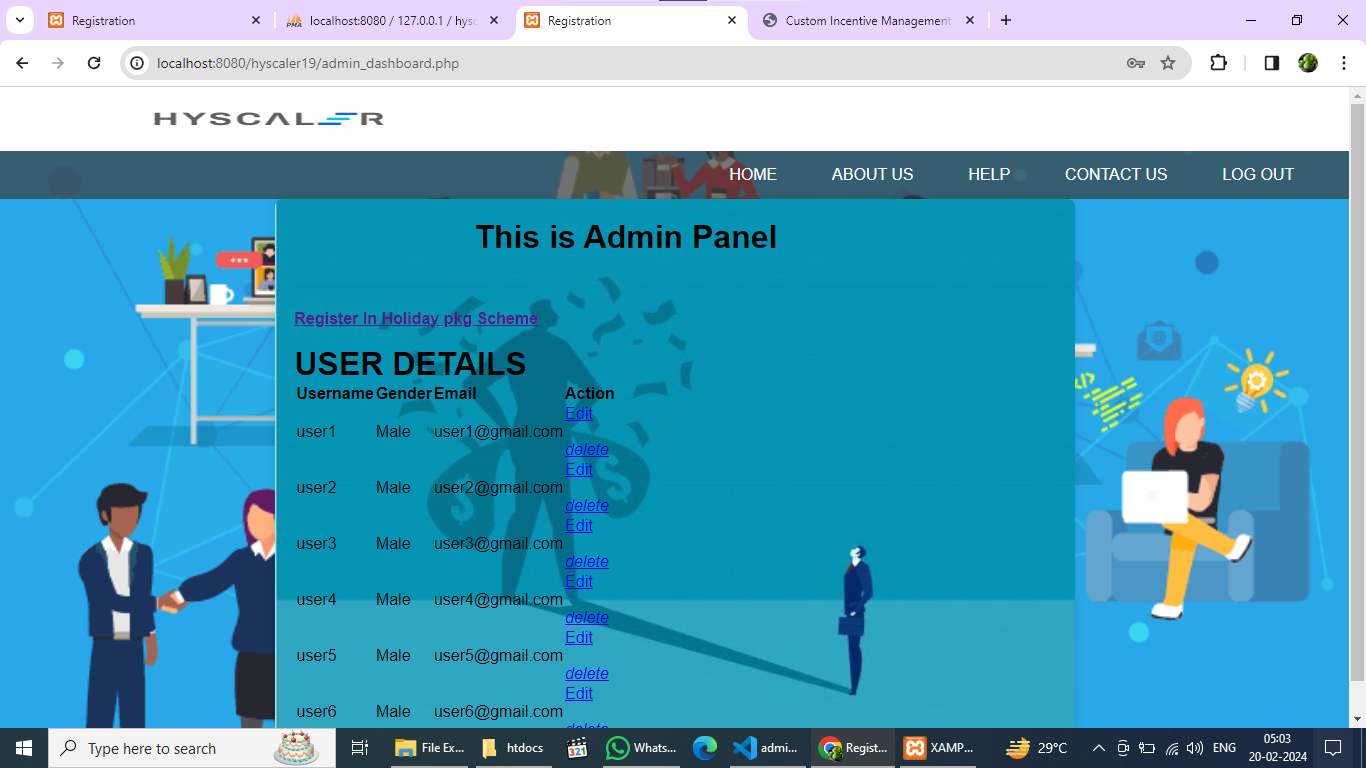 Registration
localhost:8080 / 127.0.0.1 / hysc
Registration
Custom Incentive Management
localhost:8080/hyscaler19/admin_dashboard.php
HYSCALER
HOME ABOUT US HELP CONTACT US LOG OUT
This is Admin Panel
Register In Holiday pkg Scheme
USER DETAILS
Username Gender Email Action
Edit
user1 Male user1@gmail.com
delete
Edit
user2 Male user2@gmail.com
delete
Edit
user3 Male user3@gmail.com
delete
Edit
user4 Male user4@gmail.com
delete
Edit
user5 Male user5@gmail.com
delete
Edit
user6 Male user6@gmail.com
delete
Type here to search
File Ex...
htdocs
321
Whats...
admi...
Regist...
XAMP...
29°C
ENG
05:03
20-02-2024